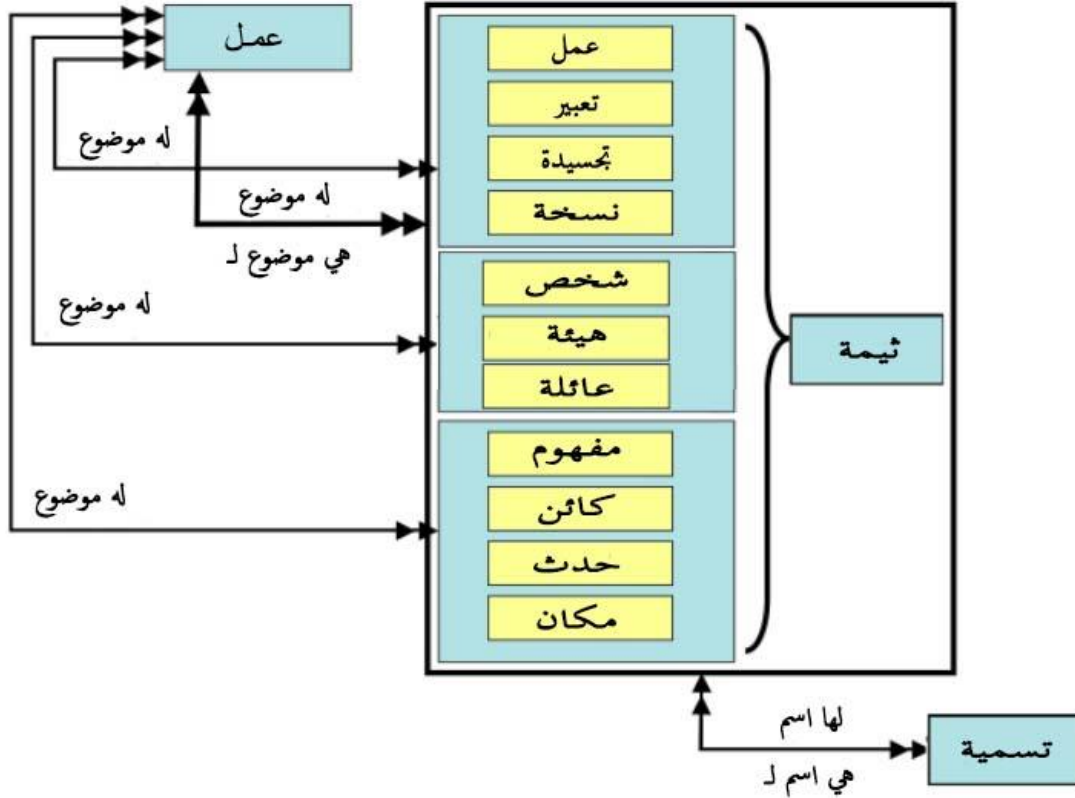 عمل
عمل
تعبير
تجسيدة
نسخة
له موضوع
له موضوع
هي موضوع لـ
شخص
هيئة
عائلة
له موضوع
ثيمة
مفهوم
كائن
حدث
مكان
له موضوع
لها اسم
هي اسم لـ
تسمية